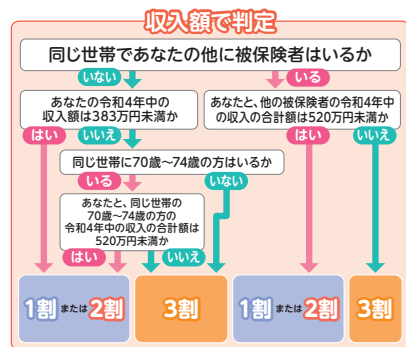 収入額で判定
同じ世帯であなたの他に被保険者はいるか
いない
いる
あなたの令和4年中の
収入額は383万円未満か
あなたと、他の被保険者の令和4年中
の収入の合計額は520万円未満か
はい
いいえ
はい
いいえ
同じ世帯に70歳〜74歳の方はいるか
いる
いない
あなたと、同じ世帯の
70歳〜74歳の方の
令和4年中の収入の合計額は
520万円未満か
はい
いいえ
1割 または 2割
3割
1割 または 2割
3割